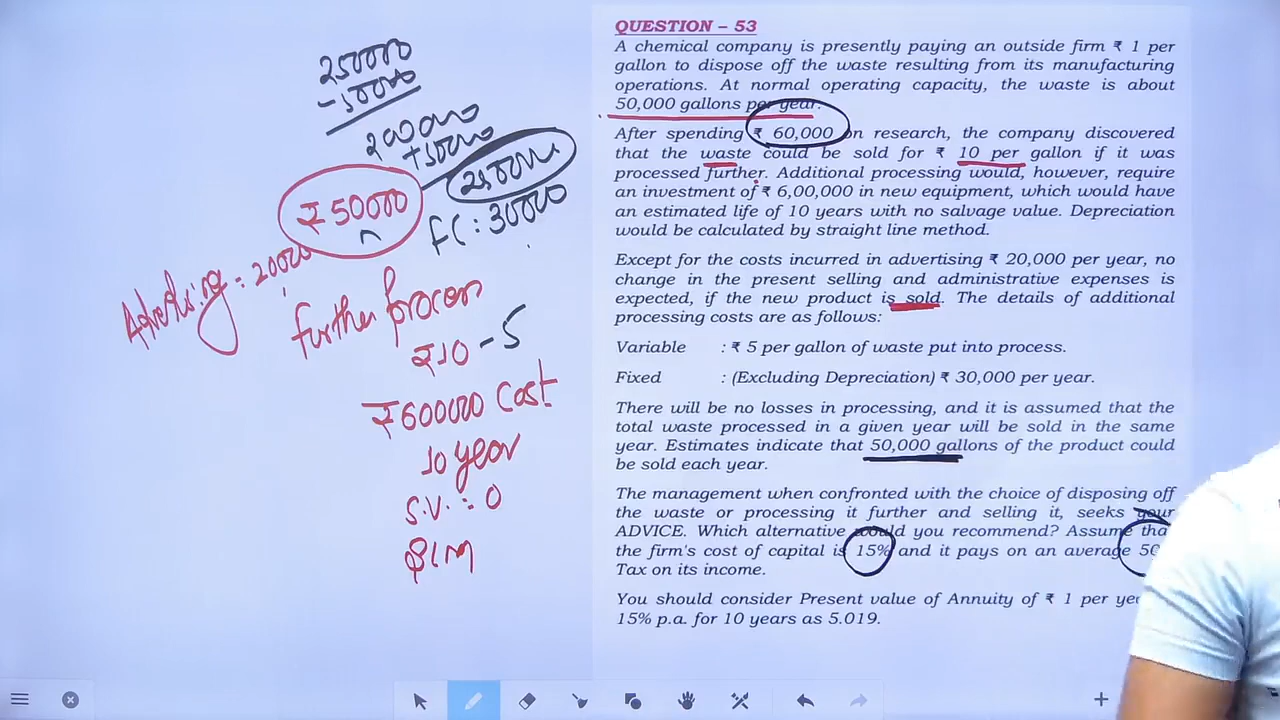 250000
- 50000
200000
+ 50000
250000
FC : 30000
₹ 50000
Advertising : 20000
further process
₹10 - 5
₹600000 Cost
10 year
S.V. : 0
SLM
QUESTION – 53
A chemical company is presently paying an outside firm ₹ 1 per
gallon to dispose off the waste resulting from its manufacturing
operations. At normal operating capacity, the waste is about
50,000 gallons per year.
After spending ₹ 60,000 on research, the company discovered
that the waste could be sold for ₹ 10 per gallon if it was
processed further. Additional processing would, however, require
an investment of ₹ 6,00,000 in new equipment, which would have
an estimated life of 10 years with no salvage value. Depreciation
would be calculated by straight line method.
Except for the costs incurred in advertising ₹ 20,000 per year, no
change in the present selling and administrative expenses is
expected, if the new product is sold. The details of additional
processing costs are as follows:
Variable : ₹ 5 per gallon of waste put into process.
Fixed : (Excluding Depreciation) ₹ 30,000 per year.
There will be no losses in processing, and it is assumed that the
total waste processed in a given year will be sold in the same
year. Estimates indicate that 50,000 gallons of the product could
be sold each year.
The management when confronted with the choice of disposing off
the waste or processing it further and selling it, seeks your
ADVICE. Which alternative would you recommend? Assume that
the firm's cost of capital is 15% and it pays on an average
Tax on its income.
You should consider Present value of Annuity of ₹ 1 per
15% p.a. for 10 years as 5.019.